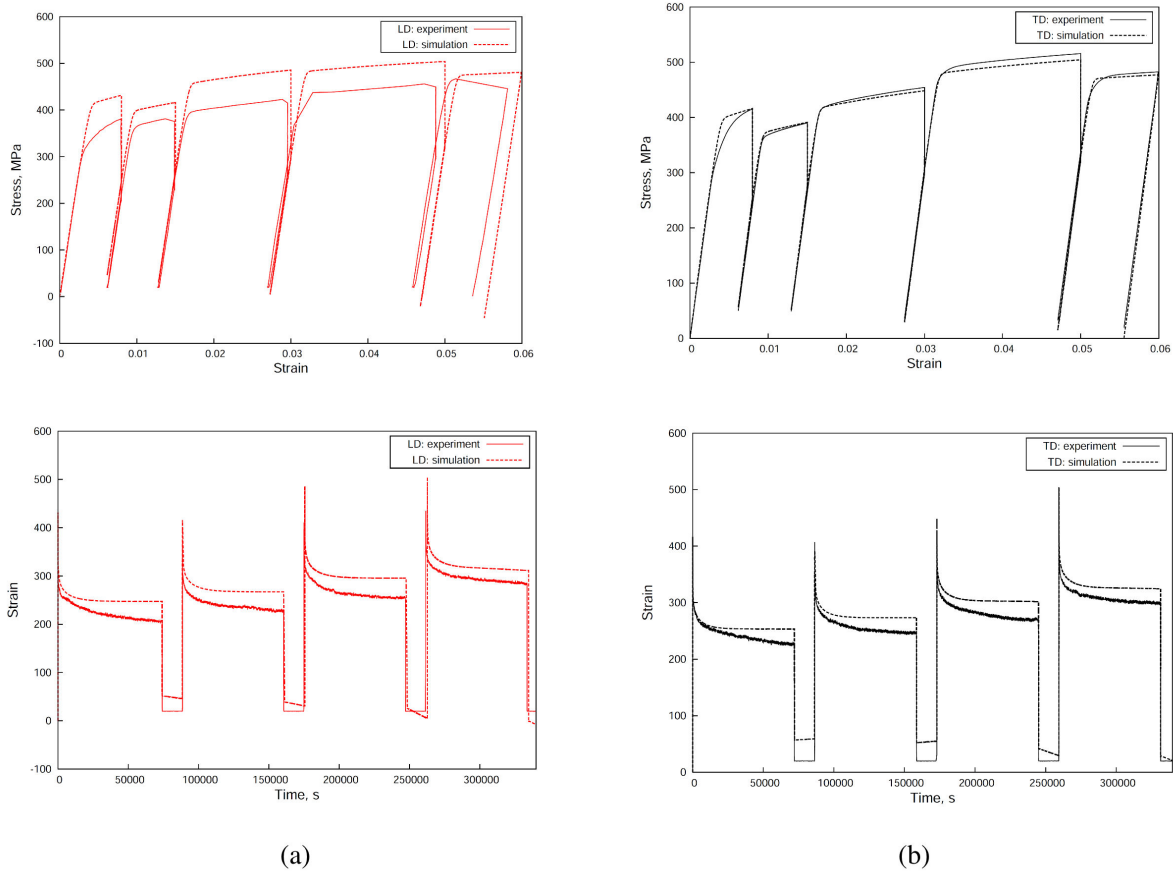 600
500
400
300
200
100
0
-100
Stress, MPa
LD: experiment
LD: simulation
0 0.01 0.02 0.03 0.04 0.05 0.06
Strain
600
500
400
300
200
100
0
Stress, MPa
TD: experiment
TD: simulation
0 0.01 0.02 0.03 0.04 0.05 0.06
Strain
600
500
400
300
200
100
0
-100
Strain
LD: experiment
LD: simulation
0 50000 100000 150000 200000 250000 300000
Time, s
600
500
400
300
200
100
0
Strain
TD: experiment
TD: simulation
0 50000 100000 150000 200000 250000 300000
Time, s
(a)
(b)